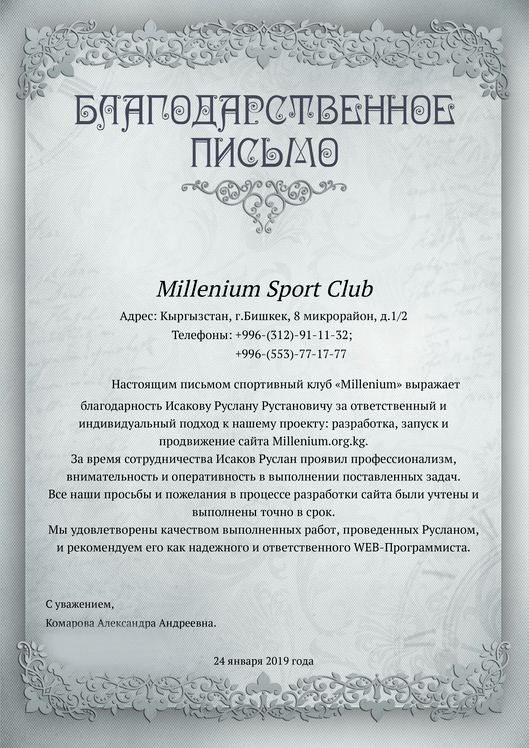 БЛАГОДАРСТВЕННОЕ
ПИСЬМО
Millenium Sport Club
Адрес: Кыргызстан, г.Бишкек, 8 микрорайон, д.1/2
Телефоны: +996-(312)-91-11-32;
+996-(553)-77-17-77
Настоящим письмом спортивный клуб «Millenium» выражает
благодарность Исакову Руслану Рустановичу за ответственный и
индивидуальный подход к нашему проекту: разработка, запуск и
продвижение сайта Millenium.org.kg.
За время сотрудничества Исаков Руслан проявил профессионализм,
внимательность и оперативность в выполнении поставленных задач.
Все наши просьбы и пожелания в процессе разработки сайта были учтены и
выполнены точно в срок.
Мы удовлетворены качеством выполненных работ, проведенных Русланом,
и рекомендуем его как надежного и ответственного WEB-Программиста.
С уважением,
Комарова Александра Андреевна.
24 января 2019 года